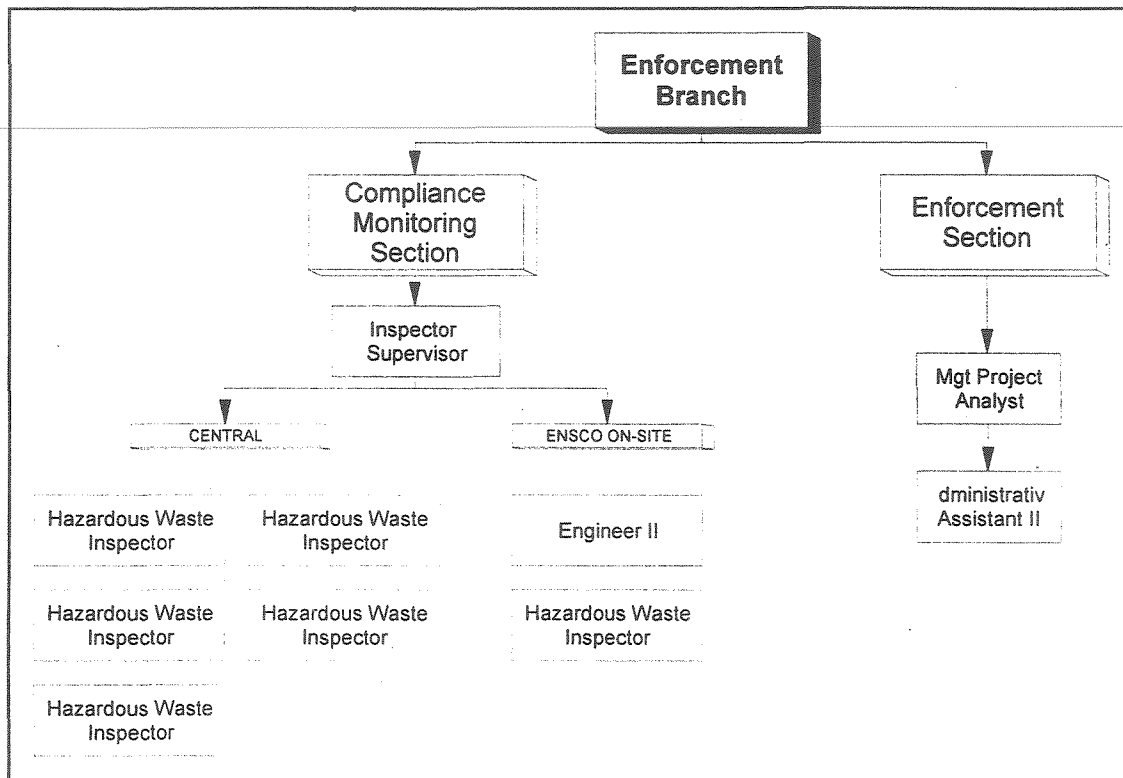 Enforcement
Branch
Compliance
Monitoring
Section
Enforcement
Section
Inspector
Supervisor
Mgt Project
Analyst
CENTRAL
ENSCO ON-SITE
dministrativ
Assistant II
Hazardous Waste
Inspector
Hazardous Waste
Inspector
Engineer II
Hazardous Waste
Inspector
Hazardous Waste
Inspector
Hazardous Waste
Inspector
Hazardous Waste
Inspector